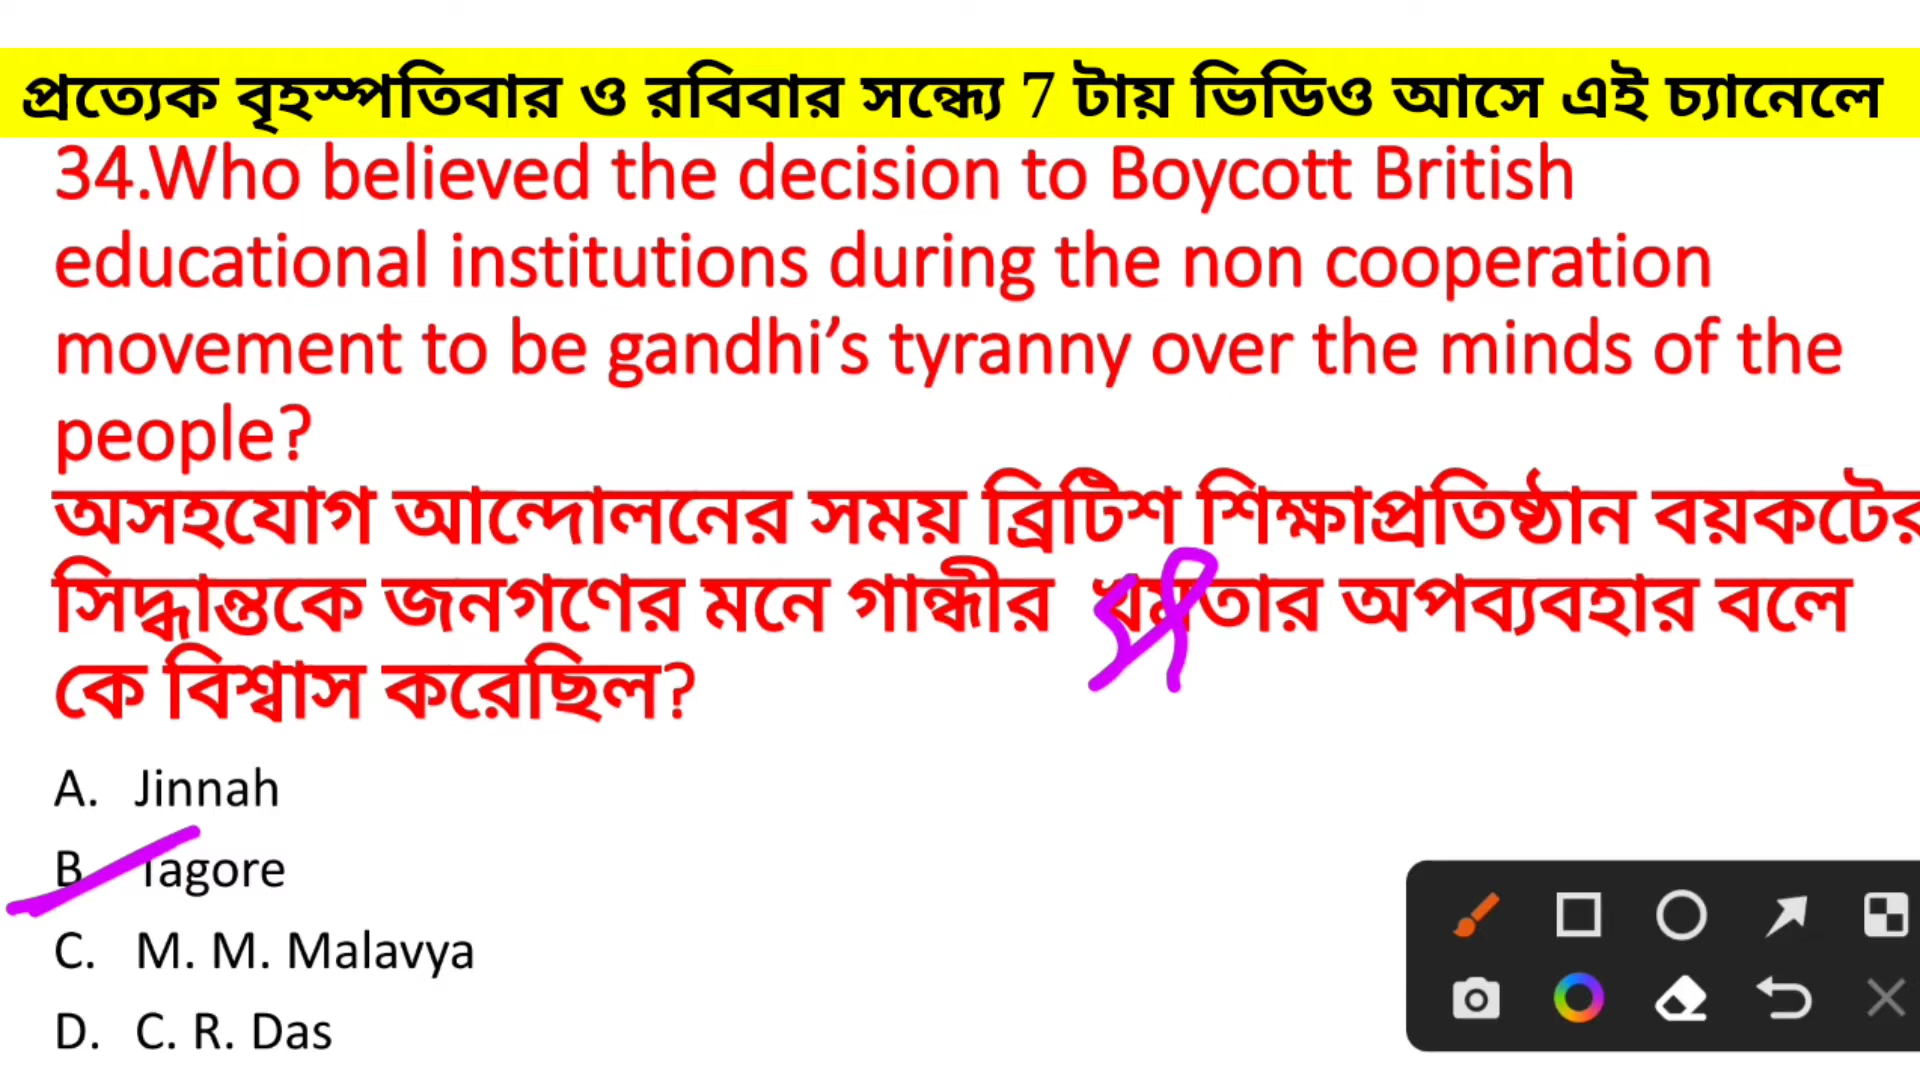 প্রত্যেক বৃহস্পতিবার ও রবিবার সন্ধ্যে 7 টায় ভিডিও আসে এই চ্যানেলে
34.Who believed the decision to Boycott British
educational institutions during the non cooperation
movement to be gandhi's tyranny over the minds of the
people?
অসহযোগ আন্দোলনের সময় ব্রিটিশ শিক্ষাপ্রতিষ্ঠান বয়কটের
সিদ্ধান্তকে জনগণের মনে গান্ধীর খমতার অপব্যবহার বলে
কে বিশ্বাস করেছিল?
A. Jinnah
B. Tagore
C. M. M. Malavya
D. C. R. Das